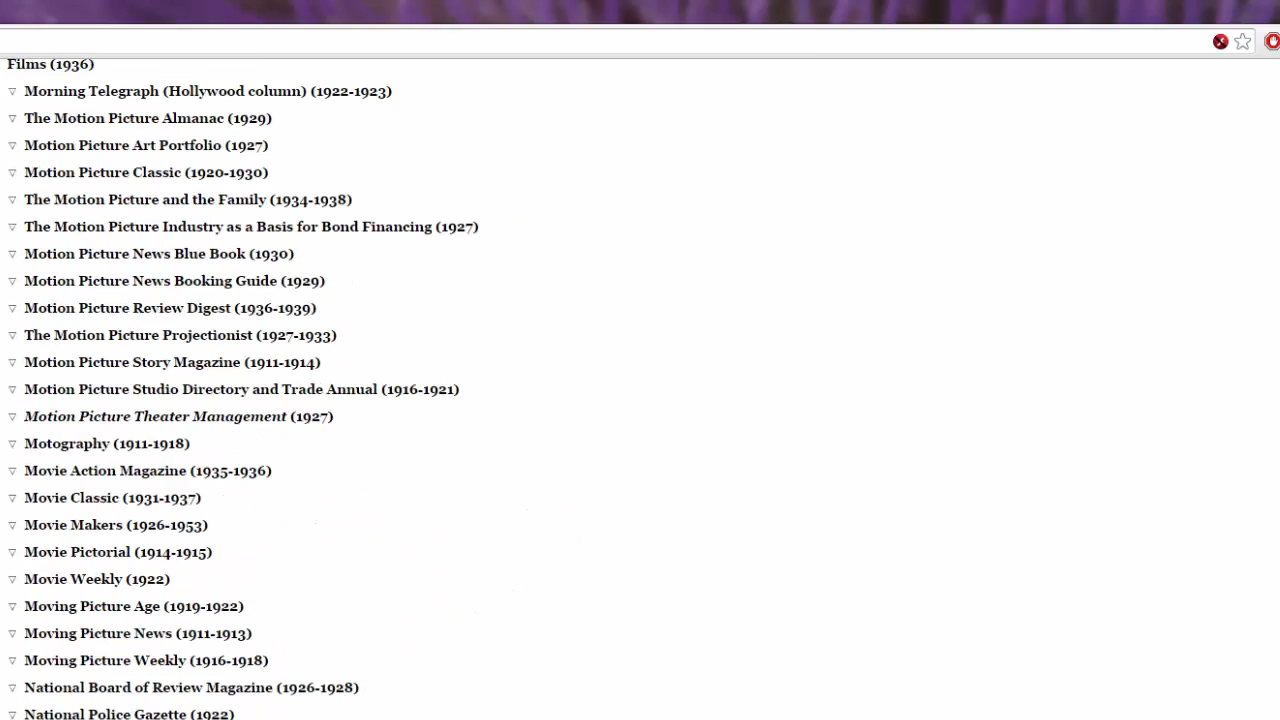 Films (1936)
Morning Telegraph (Hollywood column) (1922-1923)
The Motion Picture Almanac (1929)
Motion Picture Art Portfolio (1927)
Motion Picture Classic (1920-1930)
The Motion Picture and the Family (1934-1938)
The Motion Picture Industry as a Basis for Bond Financing (1927)
Motion Picture News Blue Book (1930)
Motion Picture News Booking Guide (1929)
Motion Picture Review Digest (1936-1939)
The Motion Picture Projectionist (1927-1933)
Motion Picture Story Magazine (1911-1914)
Motion Picture Studio Directory and Trade Annual (1916-1921)
Motion Picture Theater Management (1927)
Motography (1911-1918)
Movie Action Magazine (1935-1936)
Movie Classic (1931-1937)
Movie Makers (1926-1953)
Movie Pictorial (1914-1915)
Movie Weekly (1922)
Moving Picture Age (1919-1922)
Moving Picture News (1911-1913)
Moving Picture Weekly (1916-1918)
National Board of Review Magazine (1926-1928)
National Police Gazette (1922)